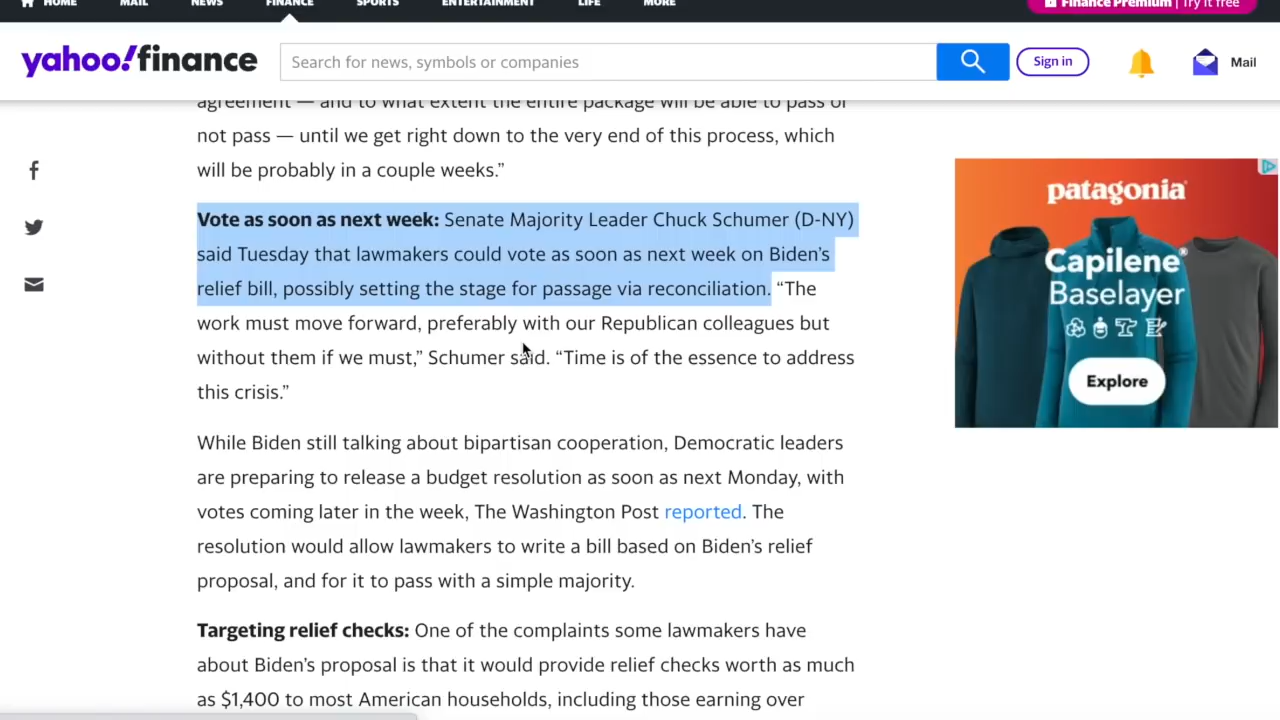 HOME MAIL NEWS FINANCE SPORTS ENTERTAINMENT LIFE MORE Finance Premium | Try it free
yahoo!finance Search for news, symbols or companies Sign in Mail
agreement — and to what extent the entire package will be able to pass or
not pass — until we get right down to the very end of this process, which
will be probably in a couple weeks.”
Vote as soon as next week: Senate Majority Leader Chuck Schumer (D-NY)
said Tuesday that lawmakers could vote as soon as next week on Biden’s
relief bill, possibly setting the stage for passage via reconciliation. “The
work must move forward, preferably with our Republican colleagues but
without them if we must,” Schumer said. “Time is of the essence to address
this crisis.”
While Biden still talking about bipartisan cooperation, Democratic leaders
are preparing to release a budget resolution as soon as next Monday, with
votes coming later in the week, The Washington Post reported. The
resolution would allow lawmakers to write a bill based on Biden’s relief
proposal, and for it to pass with a simple majority.
Targeting relief checks: One of the complaints some lawmakers have
about Biden’s proposal is that it would provide relief checks worth as much
as $1,400 to most American households, including those earning over
patagonia
Capilene®
Baselayer
Explore